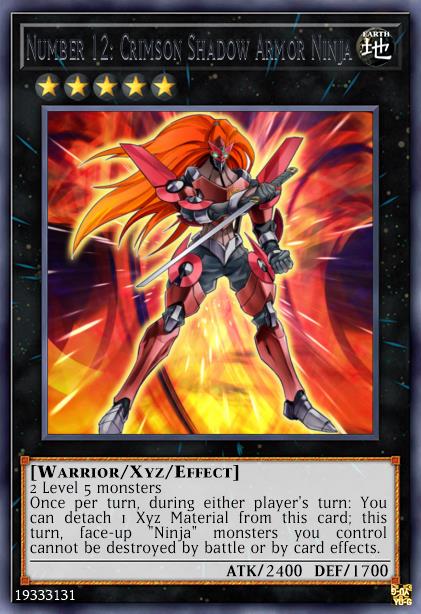 Number 12: Crimson Shadow Armor Ninja
EARTH
地
[Warrior/Xyz/Effect]
2 Level 5 monsters
Once per turn, during either player's turn: You
can detach 1 Xyz Material from this card; this
turn, face-up "Ninja" monsters you control
cannot be destroyed by battle or by card effects.
ATK/2400 DEF/1700
19333131